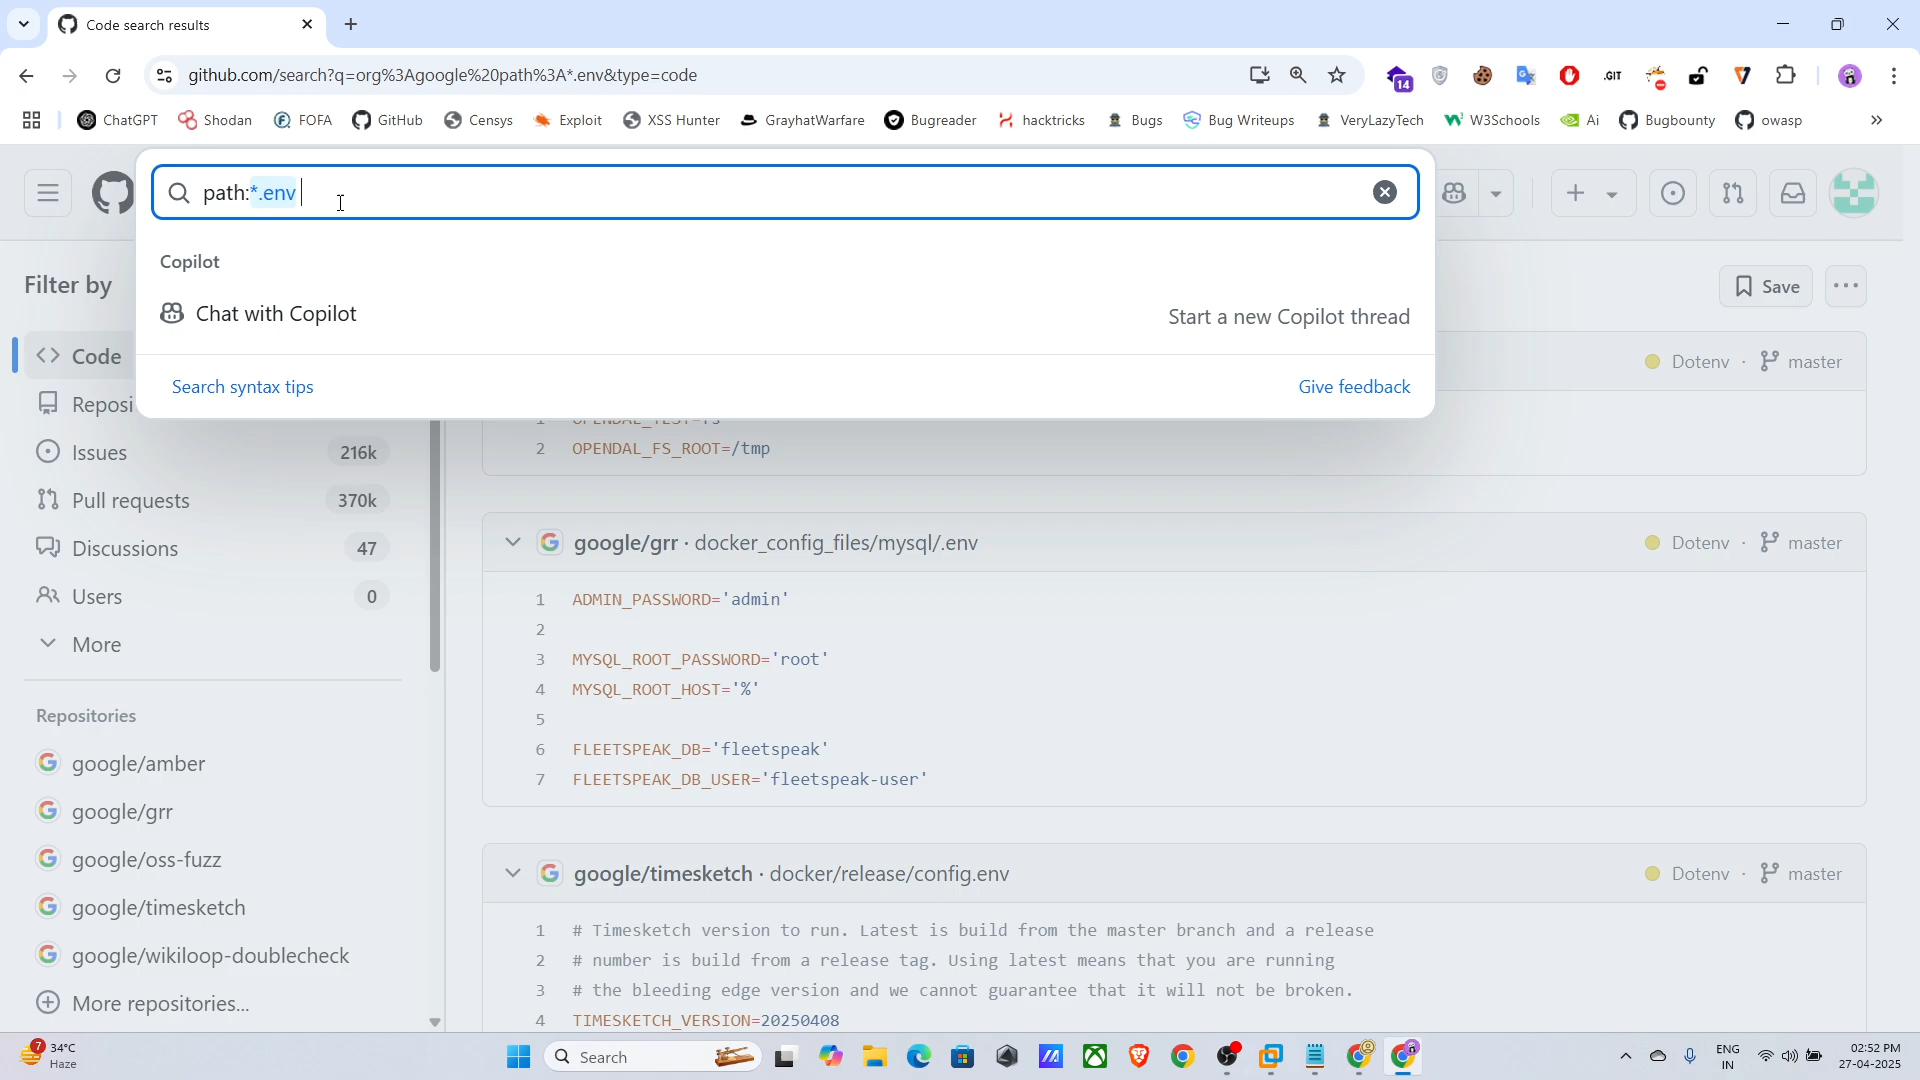 Code search results
github.com/search?q=org%3Agoogle%20path%3A*.env&type=code
14
.GIT
ChatGPT
Shodan
FOFA
GitHub
Censys
Exploit
XSS Hunter
GrayhatWarfare
Bugreader
hacktricks
Bugs
Bug Writeups
VeryLazyTech
W3Schools
Ai
Bugbounty
owasp
»
path:*.env
Copilot
Chat with Copilot
Start a new Copilot thread
Search syntax tips
Give feedback
Filter by
Save
Code
Reposi
Issues 216k
Pull requests 370k
Discussions 47
Users 0
More
Repositories
google/amber
google/grr
google/oss-fuzz
google/timesketch
google/wikiloop-doublecheck
More repositories...
Dotenv · master
1 OPENDAL_TEST=fs
2 OPENDAL_FS_ROOT=/tmp
google/grr · docker_config_files/mysql/.env
Dotenv · master
1 ADMIN_PASSWORD='admin'
2
3 MYSQL_ROOT_PASSWORD='root'
4 MYSQL_ROOT_HOST='%'
5
6 FLEETSPEAK_DB='fleetspeak'
7 FLEETSPEAK_DB_USER='fleetspeak-user'
google/timesketch · docker/release/config.env
Dotenv · master
1 # Timesketch version to run. Latest is build from the master branch and a release
2 # number is build from a release tag. Using latest means that you are running
3 # the bleeding edge version and we cannot guarantee that it will not be broken.
4 TIMESKETCH_VERSION=20250408
7
34°C
Haze
Search
ENG
IN
02:52 PM
27-04-2025